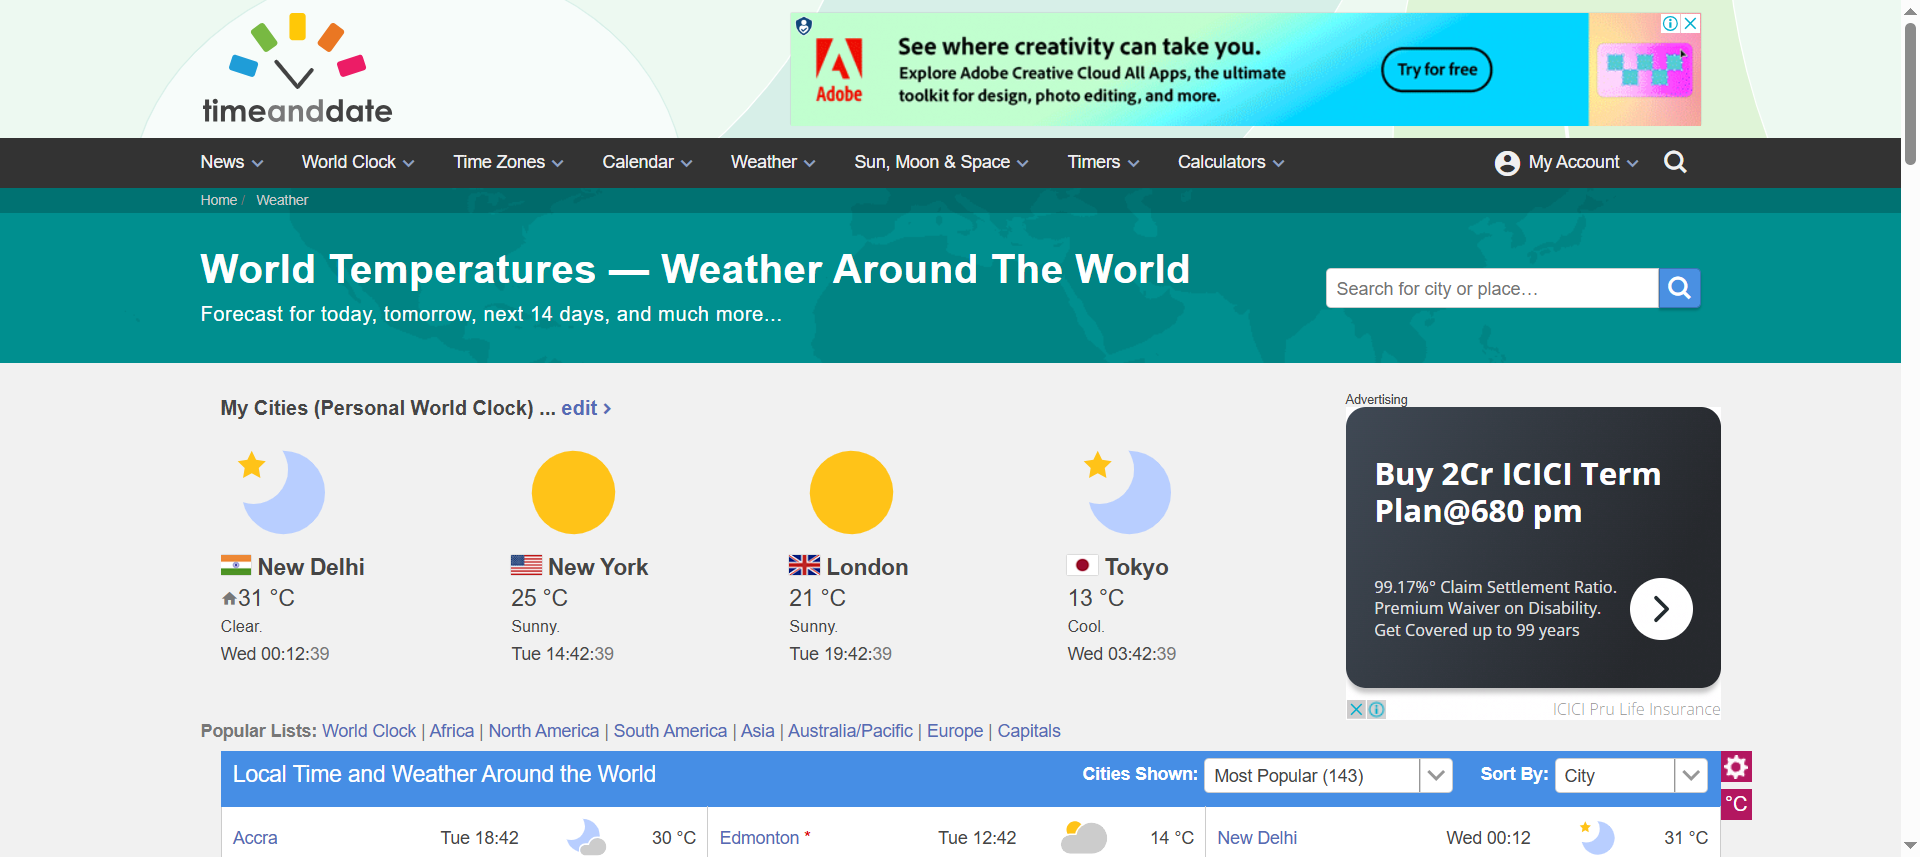 timeanddate
See where creativity can take you.
Explore Adobe Creative Cloud All Apps, the ultimate
toolkit for design, photo editing, and more.
Adobe
Try for free
News
World Clock
Time Zones
Calendar
Weather
Sun, Moon & Space
Timers
Calculators
My Account
Home / Weather
World Temperatures — Weather Around The World
Forecast for today, tomorrow, next 14 days, and much more...
Search for city or place...
My Cities (Personal World Clock) ... edit
New Delhi
31 °C
Clear.
Wed 00:12:39
New York
25 °C
Sunny.
Tue 14:42:39
London
21 °C
Sunny.
Tue 19:42:39
Tokyo
13 °C
Cool.
Wed 03:42:39
Advertising
Buy 2Cr ICICI Term
Plan@680 pm
99.17%° Claim Settlement Ratio.
Premium Waiver on Disability.
Get Covered up to 99 years
ICICI Pru Life Insurance
Popular Lists: World Clock | Africa | North America | South America | Asia | Australia/Pacific | Europe | Capitals
Local Time and Weather Around the World
Cities Shown: Most Popular (143)
Sort By: City
°C
Accra Tue 18:42 30 °C
Edmonton * Tue 12:42 14 °C
New Delhi Wed 00:12 31 °C